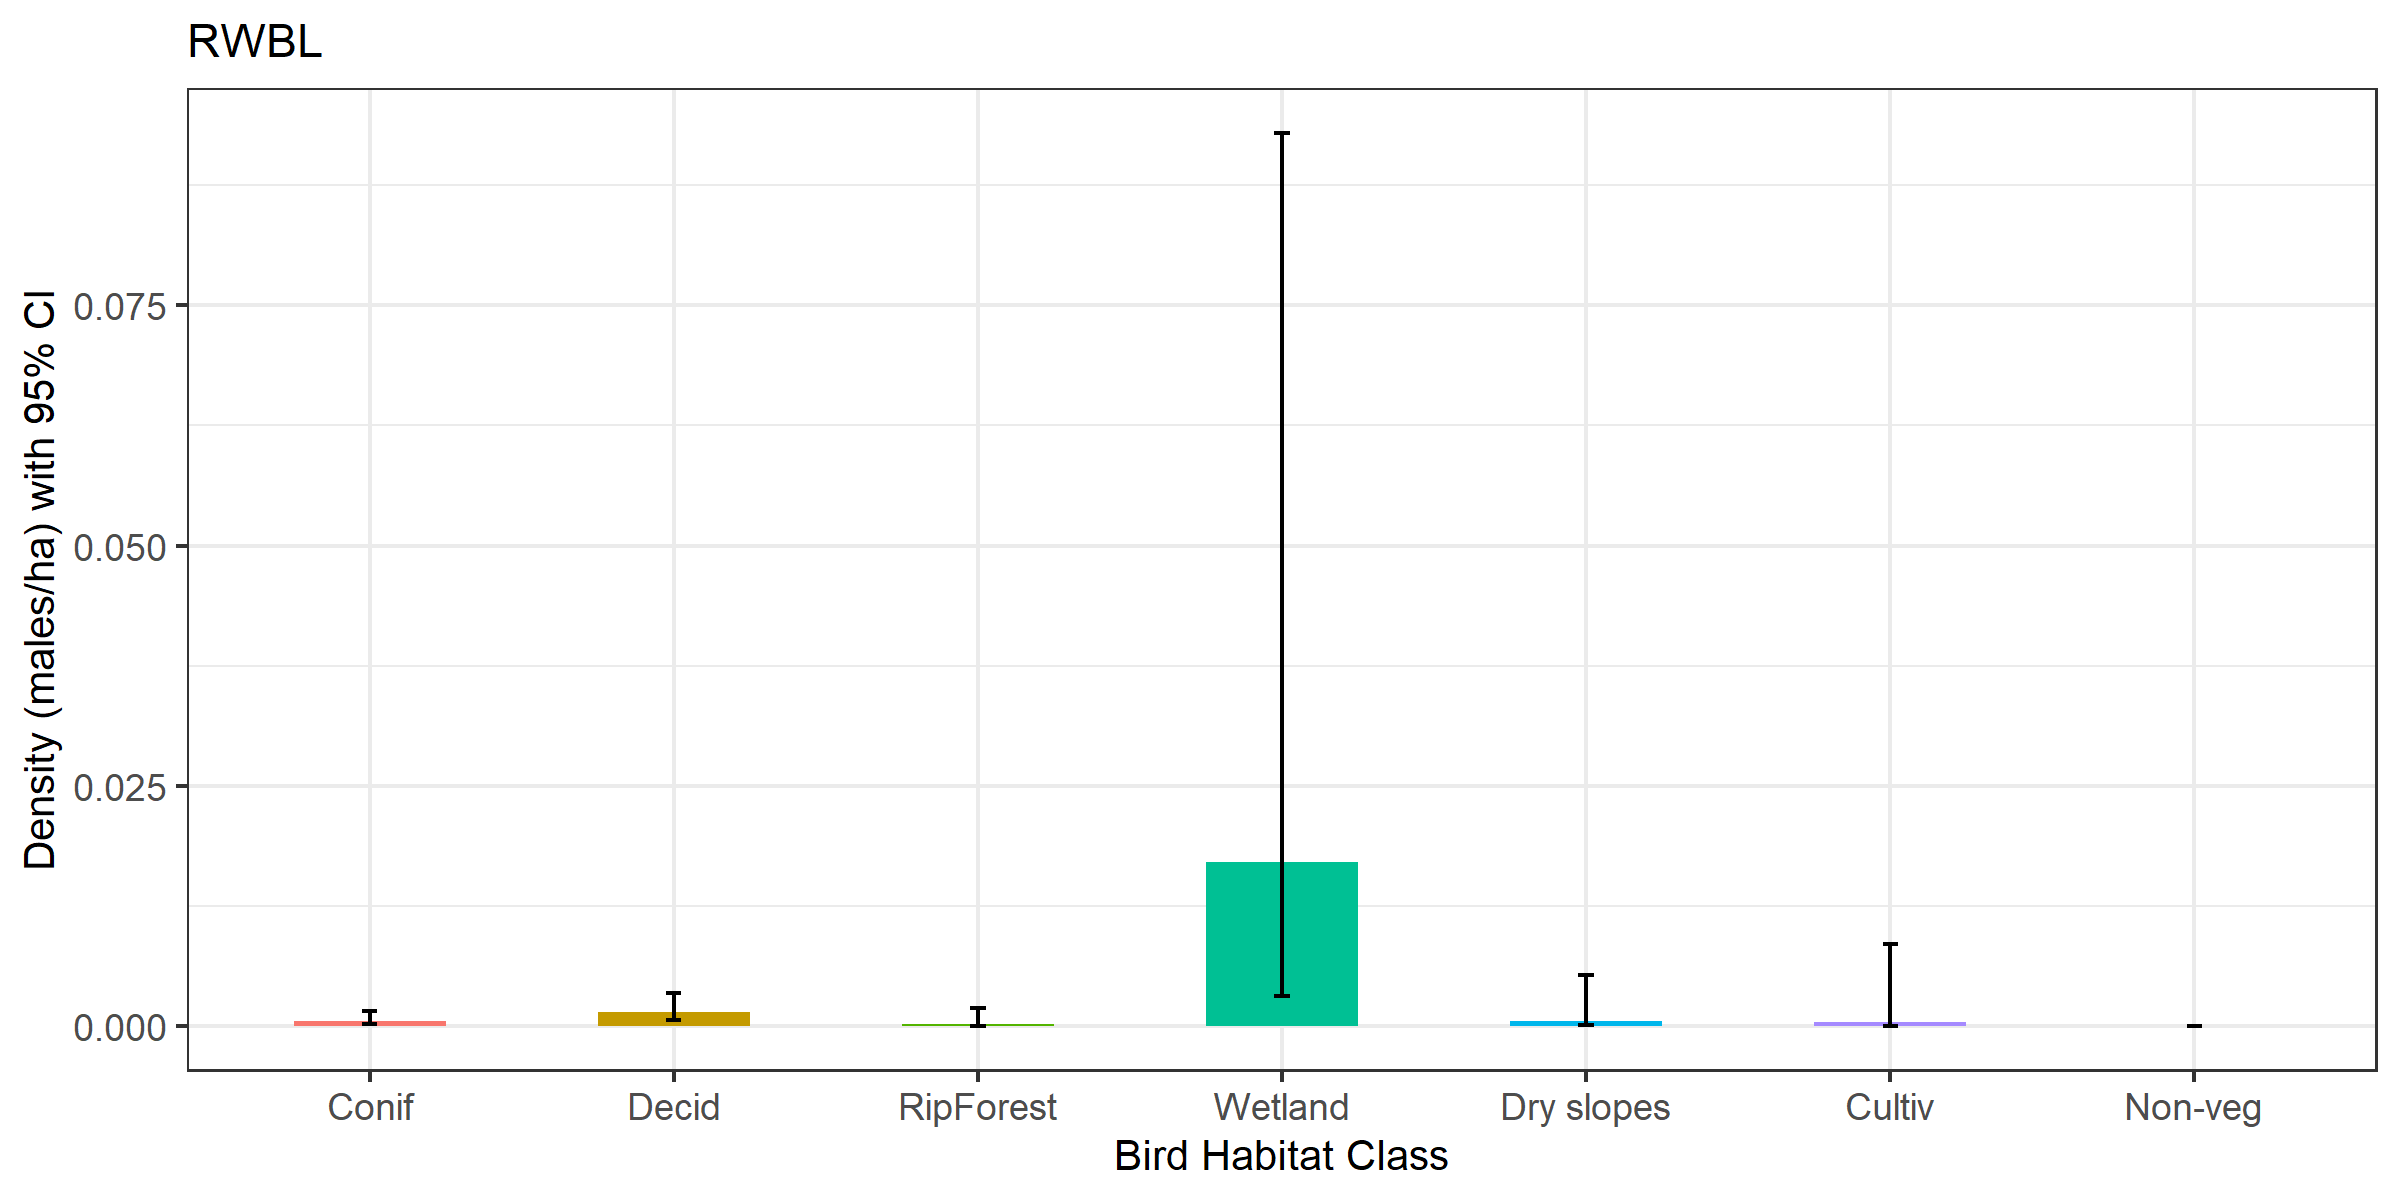 RWBL
Density (males/ha) with 95% CI
0.075
0.050
0.025
0.000
Conif Decid RipForest Wetland Dry slopes Cultiv Non-veg
Bird Habitat Class